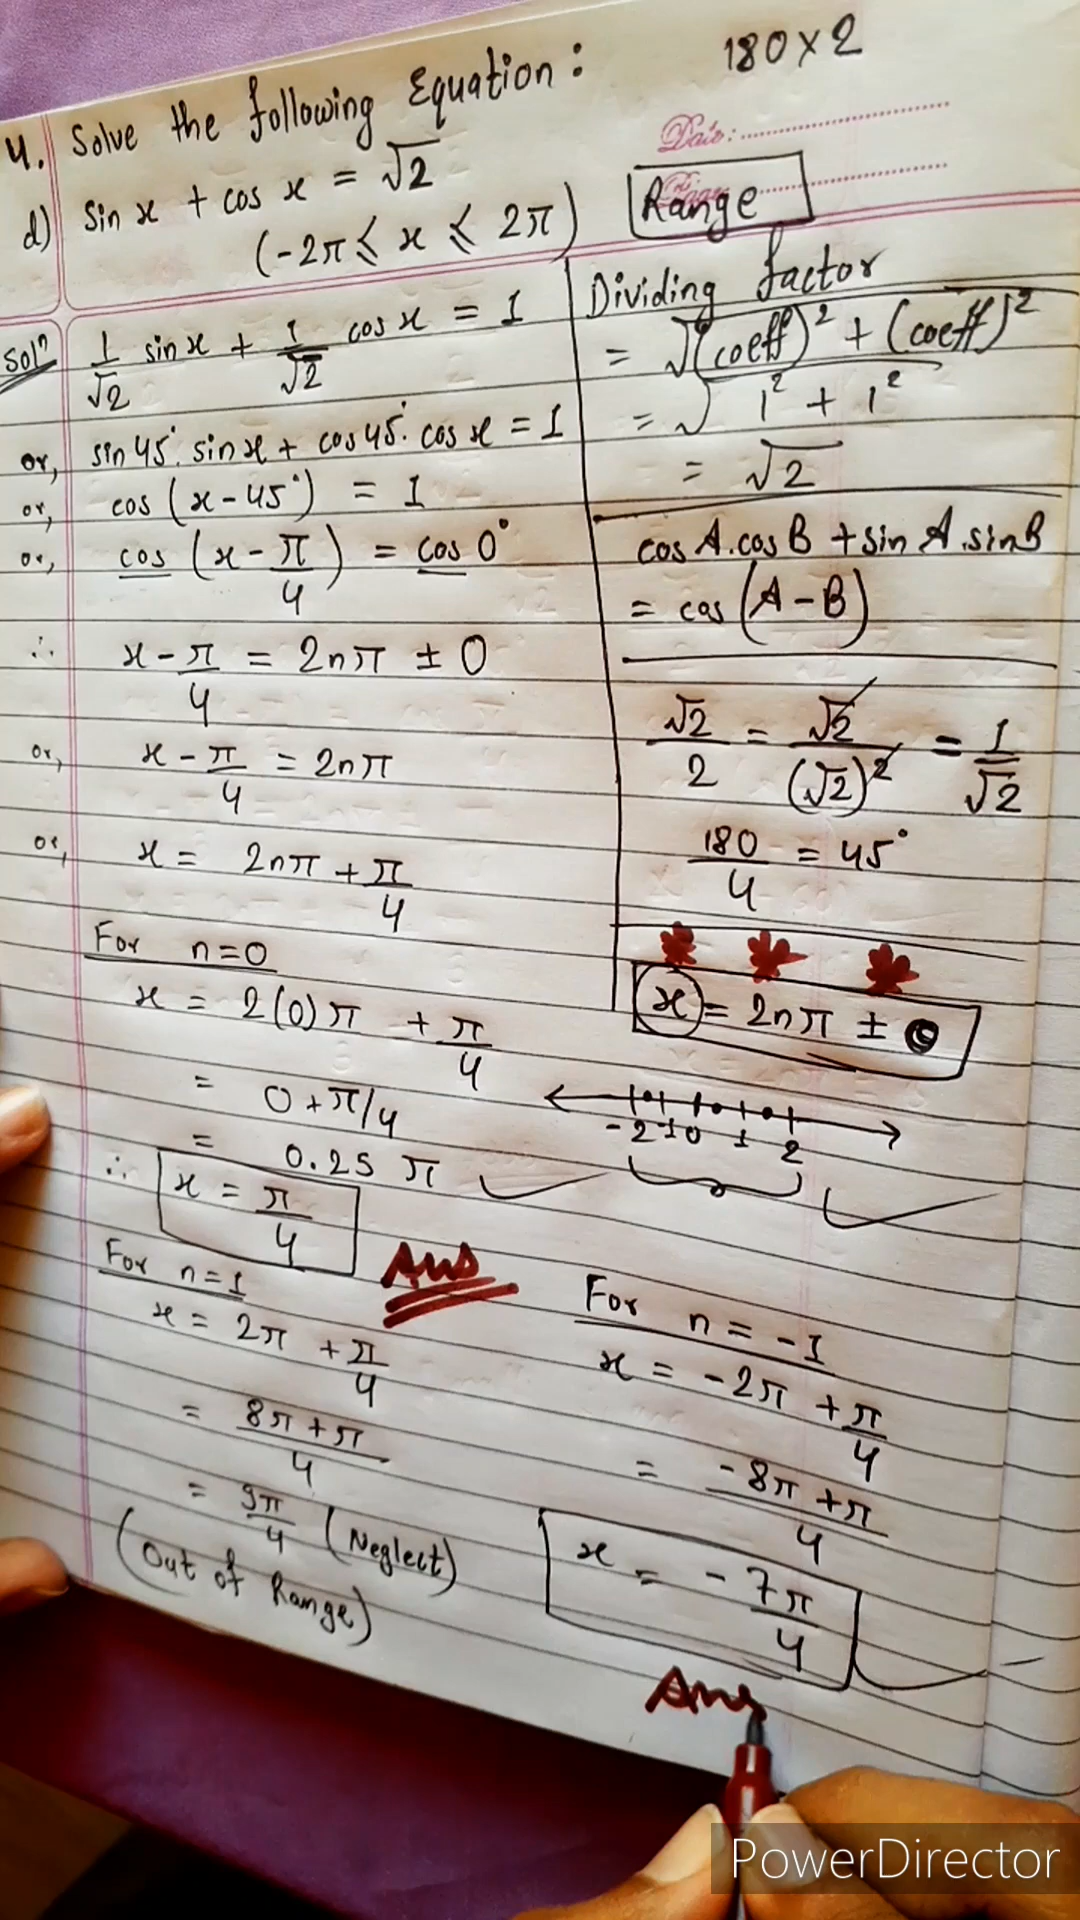 180 × 2
4. Solve the following Equation :
Date:
d) Sin x + cos x = √2
(-2π ≤ x ≤ 2π)
Range
Solⁿ 1/√2 sin x + 1/√2 cos x = 1
or, sin 45°. sin x + cos 45°. cos x = 1
or, cos (x - 45°) = 1
or, cos (x - π/4) = cos 0°
∴ x - π/4 = 2nπ ± 0
or, x - π/4 = 2nπ
or, x = 2nπ + π/4
Dividing factor
= √(coeff)² + (coeff)²
= √1² + 1²
= √2
cos A.cos B + sin A.sin B
= cos (A - B)
√2/2 = √2/(√2)² = 1/√2
180/4 = 45°
x = 2nπ ±
-2 -1 0 1 2
For n=0
x = 2(0)π + π/4
= 0 + π/4
= 0.25 π
∴ x = π/4
Ans
For n=1
x = 2π + π/4
= 8π + π/4
= 9π/4 (Neglect)
(Out of Range)
For n = -1
x = -2π + π/4
= -8π + π/4
x = -7π/4
Ans
PowerDirector